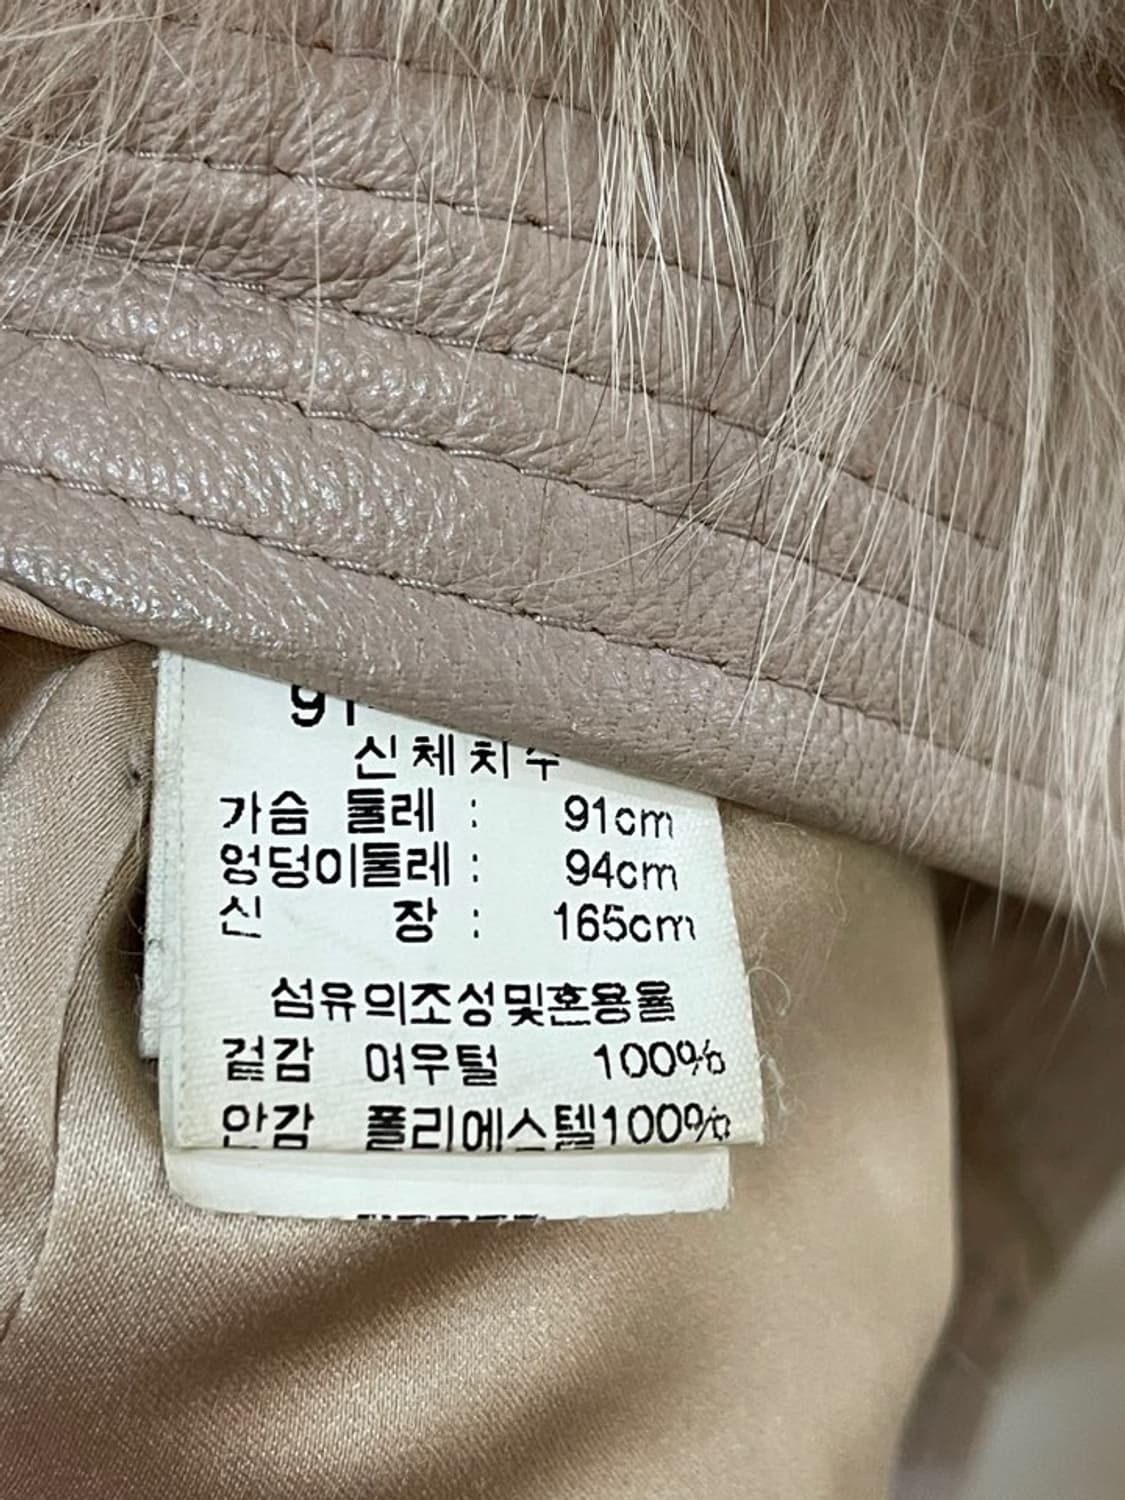 91
신체치수
가슴 둘레 : 91cm
엉덩이둘레 : 94cm
신 장 : 165cm
섬유의조성및혼용율
겉감 여우털 100%
안감 폴리에스텔100%